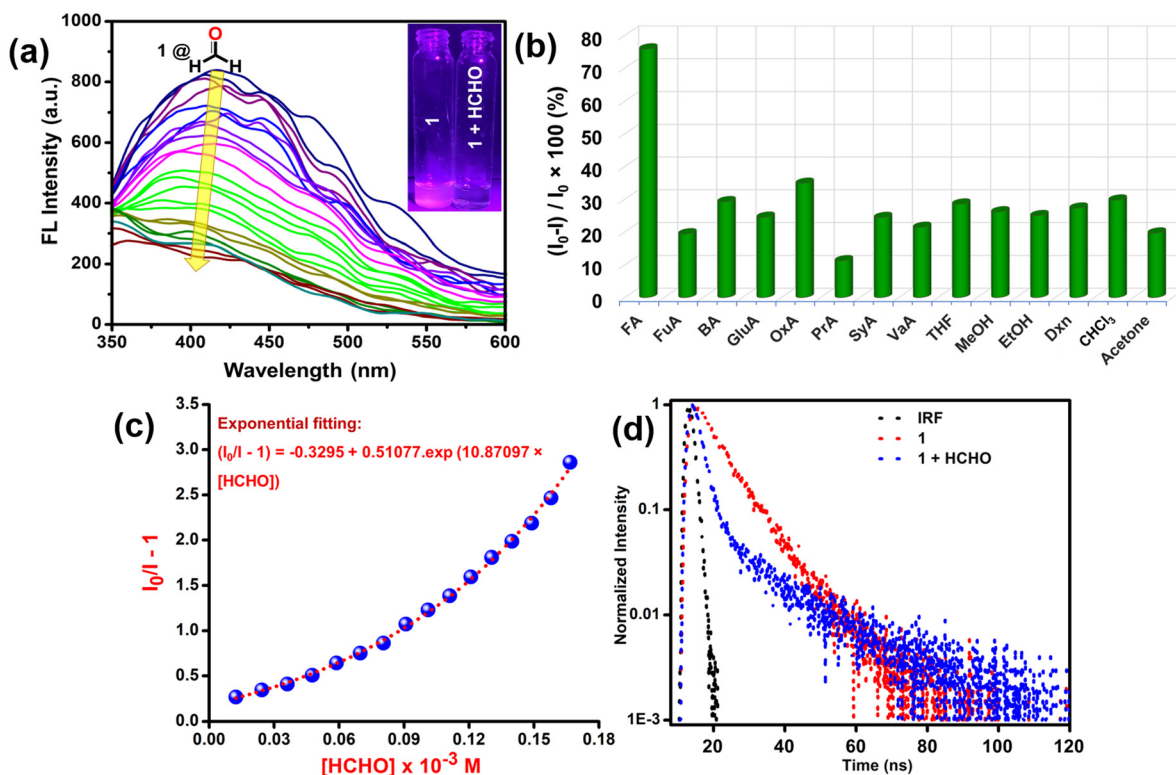 (a)
1 @
O
H H
1
1 + HCHO
FL Intensity (a.u.)
1000
800
600
400
200
0
350 400 450 500 550 600
Wavelength (nm)
(b)
(I₀-I) / I₀ × 100 (%)
80
70
60
50
40
30
20
10
0
FA FuA BA GluA OxA PrA SyA VaA THF MeOH EtOH Dxn CHCl₃ Acetone
(c)
Exponential fitting:
(I₀/I - 1) = -0.3295 + 0.51077.exp (10.87097 ×
[HCHO])
I₀/I - 1
3.5
3.0
2.5
2.0
1.5
1.0
0.5
0.0
0.00 0.03 0.06 0.09 0.12 0.15 0.18
[HCHO] x 10⁻³ M
(d)
IRF
1
1 + HCHO
Normalized Intensity
1
0.1
0.01
1E-3
20 40 60 80 100 120
Time (ns)